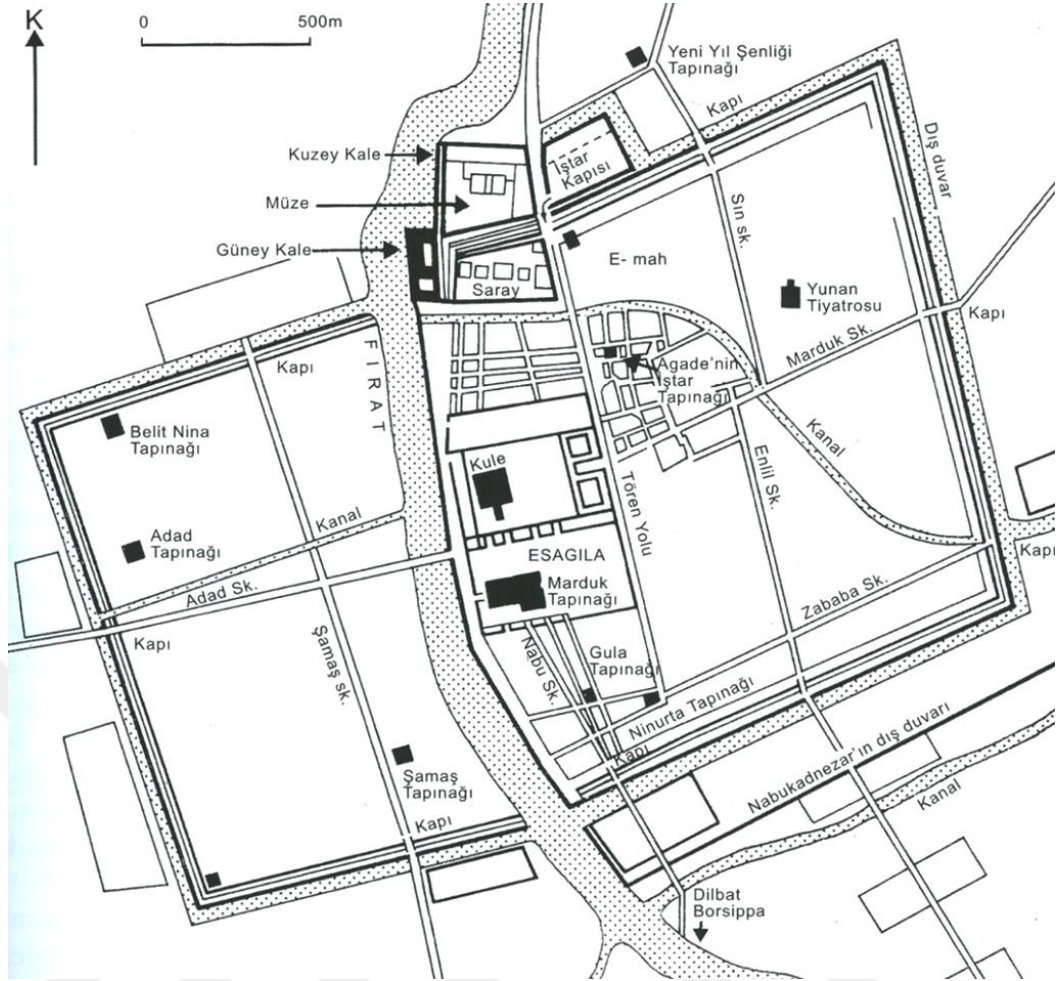 K
0
500m
Yeni Yıl Şenliği
Tapınağı
Kapı
Dış duvar
Kuzey Kale
İştar
Kapısı
Müze
Sın sk.
Güney Kale
E- mah
Saray
Yunan
Tiyatrosu
Kapı
Marduk Sk.
FIRAT
Kapı
Agade'nin
İştar
Tapınağı
Belit Nina
Tapınağı
Kanal
Kule
Enlil Sk.
Tören Yolu
Kanal
Adad
Tapınağı
ESAGILA
Kapı
Marduk
Tapınağı
Adad Sk.
Zababa Sk.
Kapı
Şamaş sk.
Nabu Sk.
Gula
Tapınağı
Ninurta Tapınağı
Kapı
Nabukadnezar'ın dış duvarı
Şamaş
Tapınağı
Kanal
Kapı
Dilbat
Borsippa